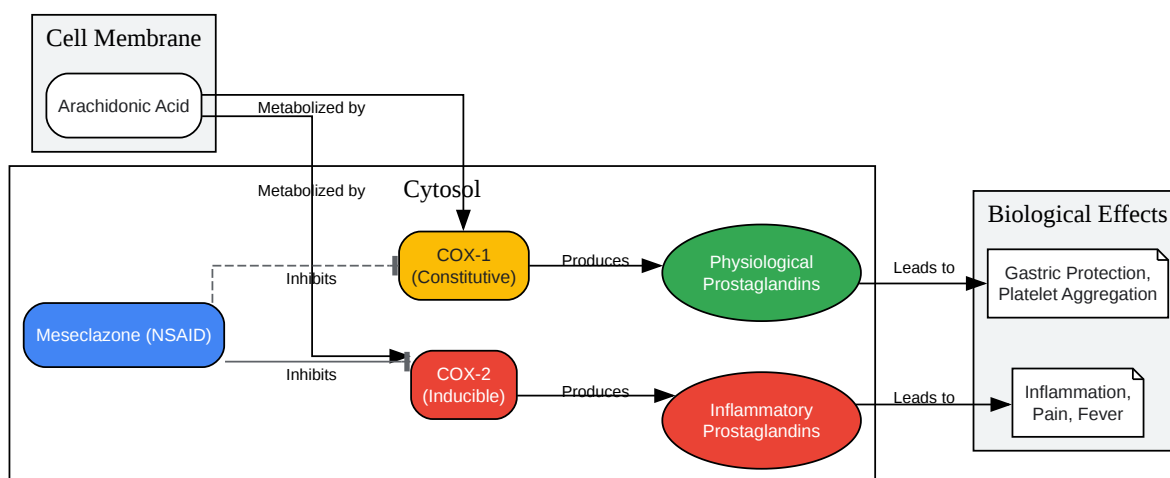 Cell Membrane
Arachidonic Acid
Metabolized by
Metabolized by
Cytosol
Biological Effects
COX-1
(Constitutive)
Produces
Physiological
Prostaglandins
Leads to
Gastric Protection,
Platelet Aggregation
Inhibits
Meseclazone (NSAID)
Inhibits
COX-2
(Inducible)
Produces
Inflammatory
Prostaglandins
Leads to
Inflammation,
Pain, Fever